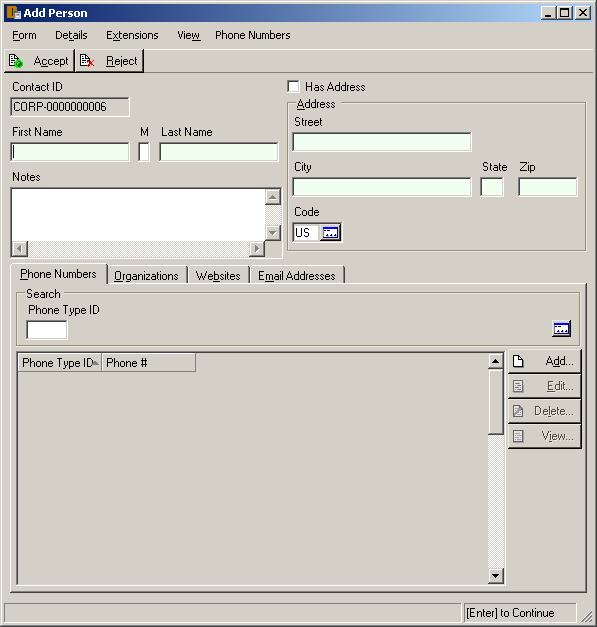 Add Person
Form Details Extensions View Phone Numbers
Accept Reject
Contact ID
CORP-0000000006
First Name M Last Name
Notes
Has Address
Address
Street
City State Zip
Code
US
Phone Numbers Organizations Websites Email Addresses
Search
Phone Type ID
Phone Type ID Phone #
Add...
Edit...
Delete...
View...
[Enter] to Continue